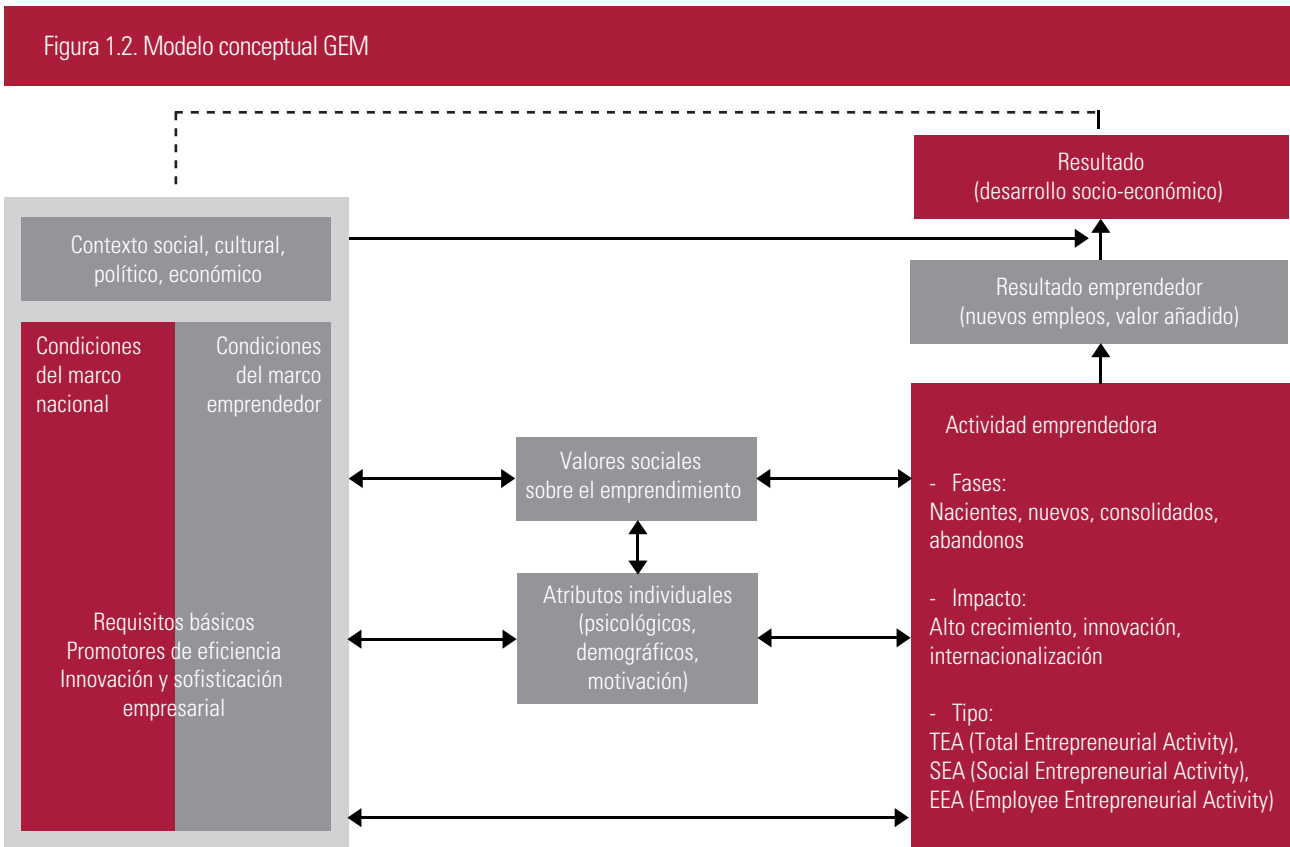 Figura 1.2. Modelo conceptual GEM
Resultado
(desarrollo socio-económico)
Contexto social, cultural,
político, económico
Resultado emprendedor
(nuevos empleos, valor añadido)
Condiciones
del marco
nacional
Condiciones
del marco
emprendedor
Requisitos básicos
Promotores de eficiencia
Innovación y sofisticación
empresarial
Valores sociales
sobre el emprendimiento
Atributos individuales
(psicológicos,
demográficos,
motivación)
Actividad emprendedora
- Fases:
Nacientes, nuevos, consolidados,
abandonos
- Impacto:
Alto crecimiento, innovación,
internacionalización
- Tipo:
TEA (Total Entrepreneurial Activity),
SEA (Social Entrepreneurial Activity),
EEA (Employee Entrepreneurial Activity)